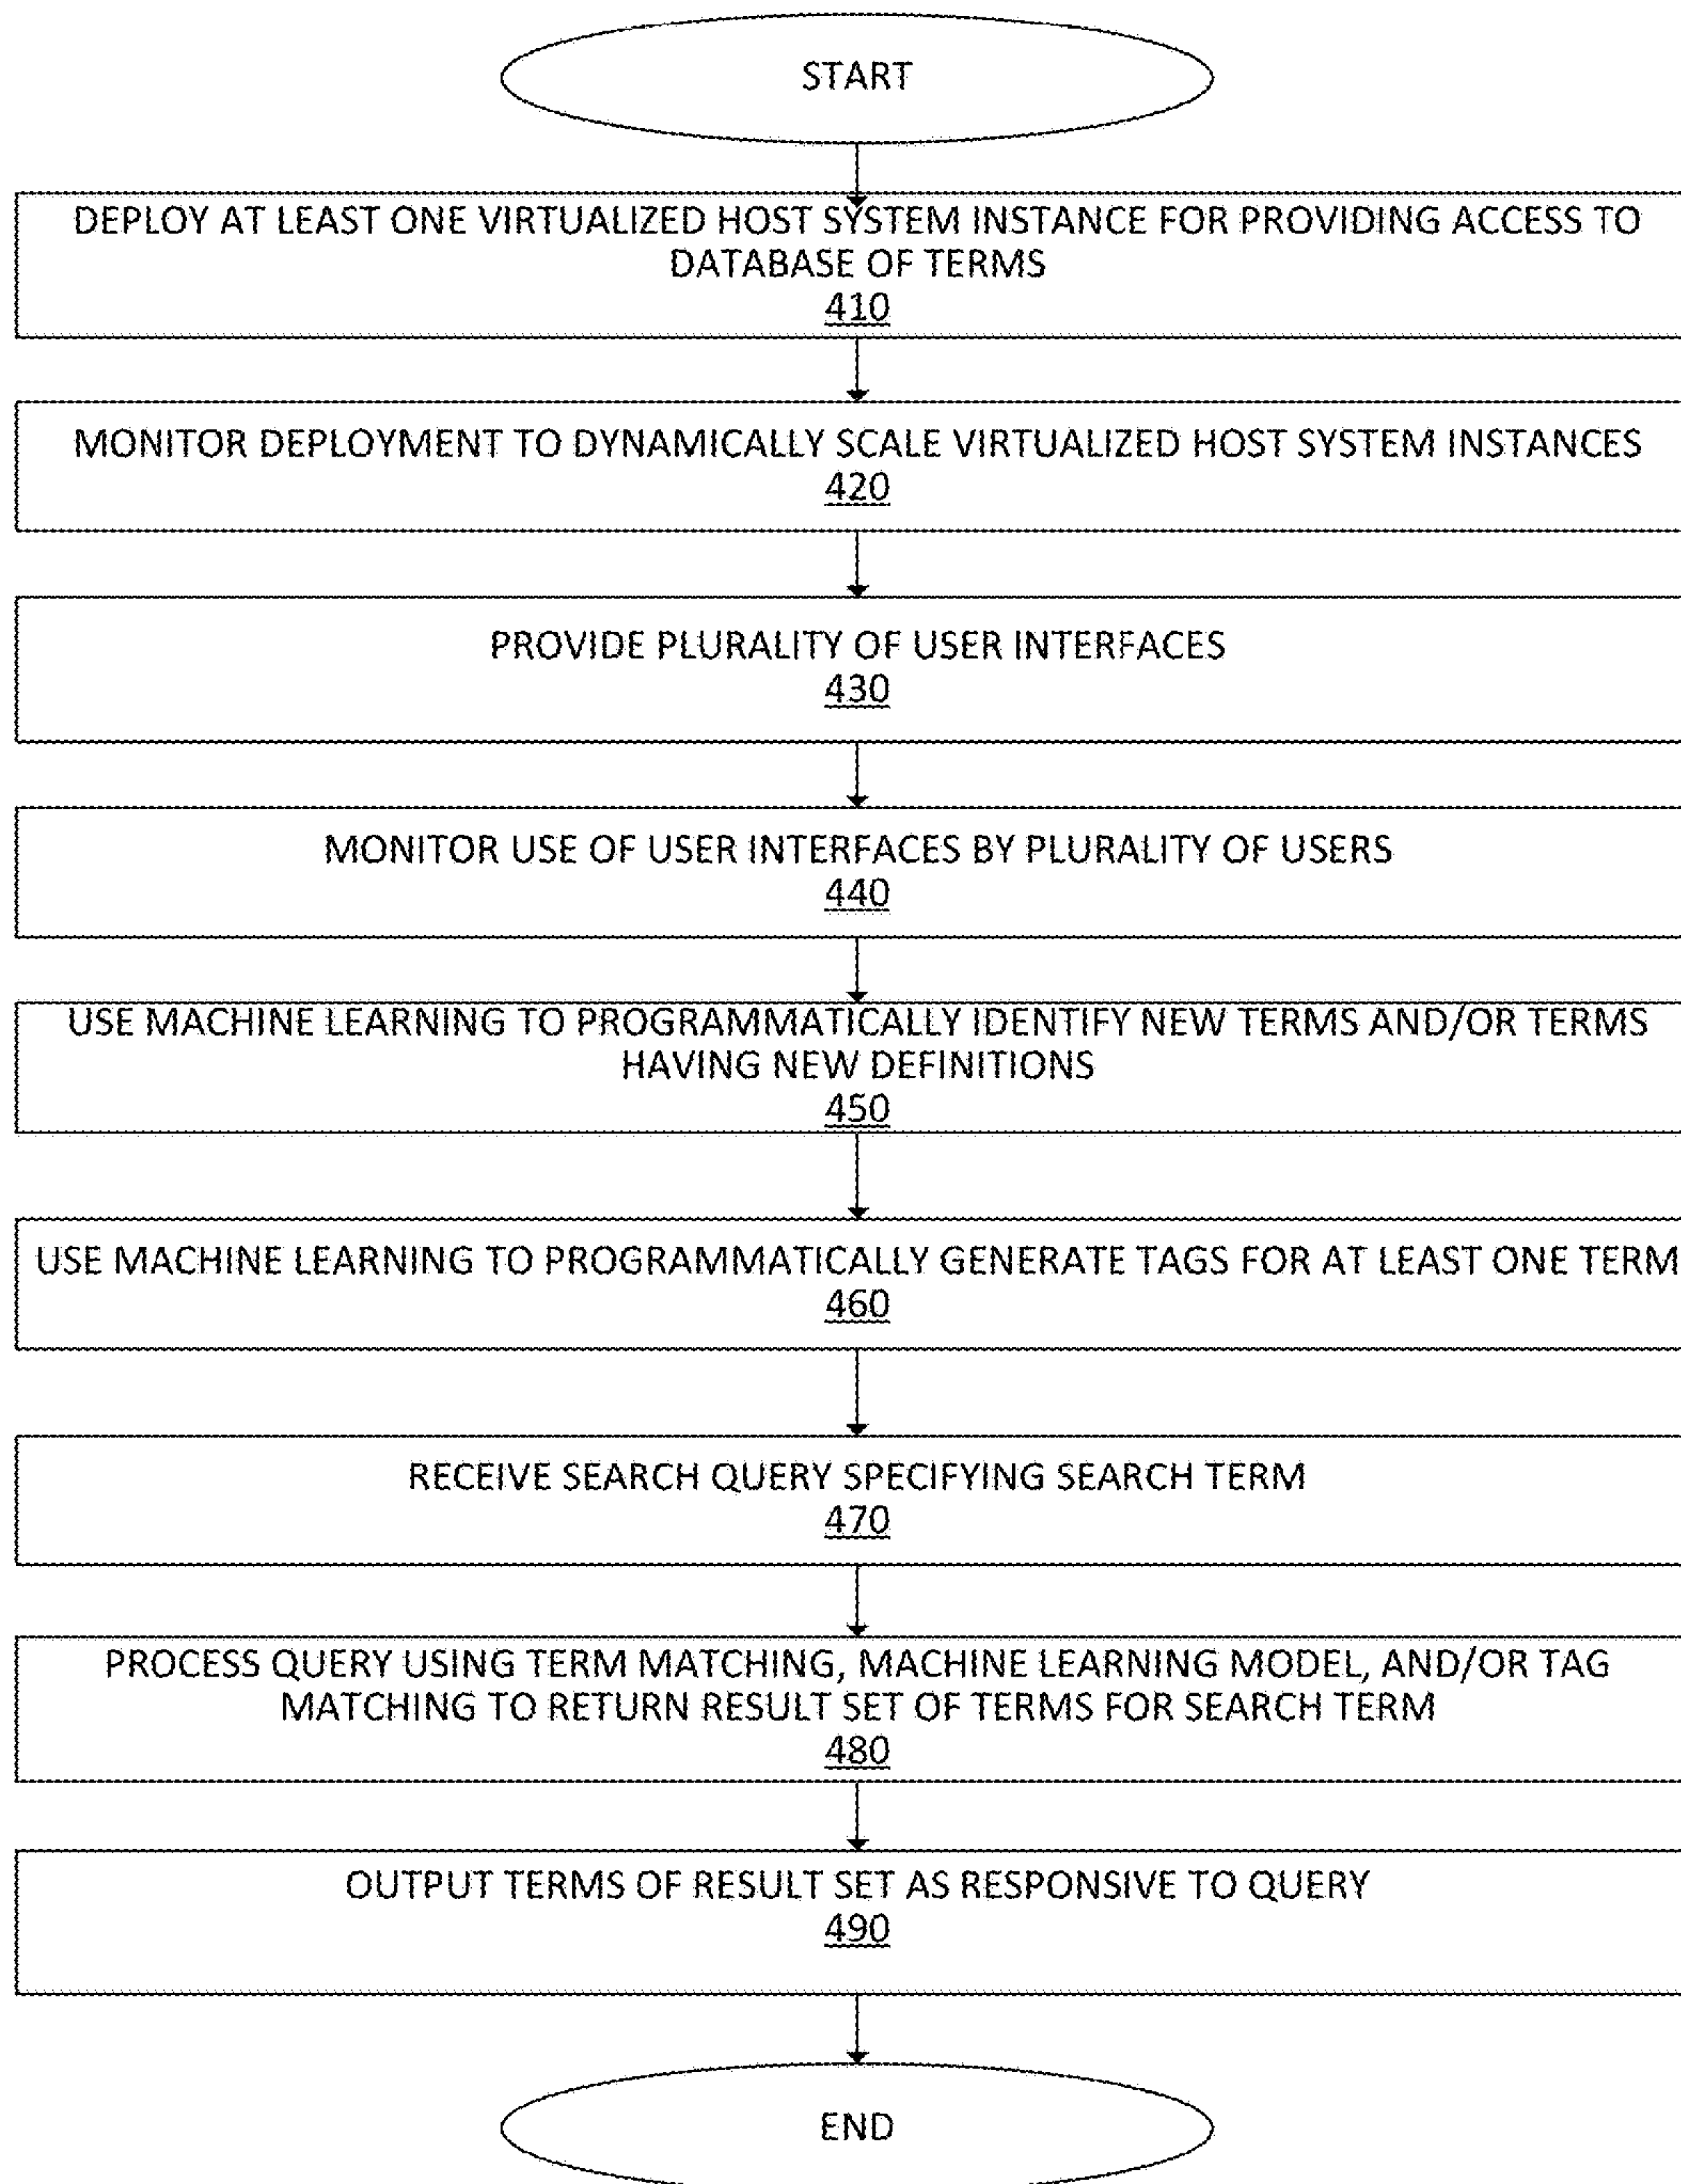 START
DEPLOY AT LEAST ONE VIRTUALIZED HOST SYSTEM INSTANCE FOR PROVIDING ACCESS TO
DATABASE OF TERMS
410
MONITOR DEPLOYMENT TO DYNAMICALLY SCALE VIRTUALIZED HOST SYSTEM INSTANCES
420
PROVIDE PLURALITY OF USER INTERFACES
430
MONITOR USE OF USER INTERFACES BY PLURALITY OF USERS
440
USE MACHINE LEARNING TO PROGRAMMATICALLY IDENTIFY NEW TERMS AND/OR TERMS
HAVING NEW DEFINITIONS
450
USE MACHINE LEARNING TO PROGRAMMATICALLY GENERATE TAGS FOR AT LEAST ONE TERM
460
RECEIVE SEARCH QUERY SPECIFYING SEARCH TERM
470
PROCESS QUERY USING TERM MATCHING, MACHINE LEARNING MODEL, AND/OR TAG
MATCHING TO RETURN RESULT SET OF TERMS FOR SEARCH TERM
480
OUTPUT TERMS OF RESULT SET AS RESPONSIVE TO QUERY
490
END